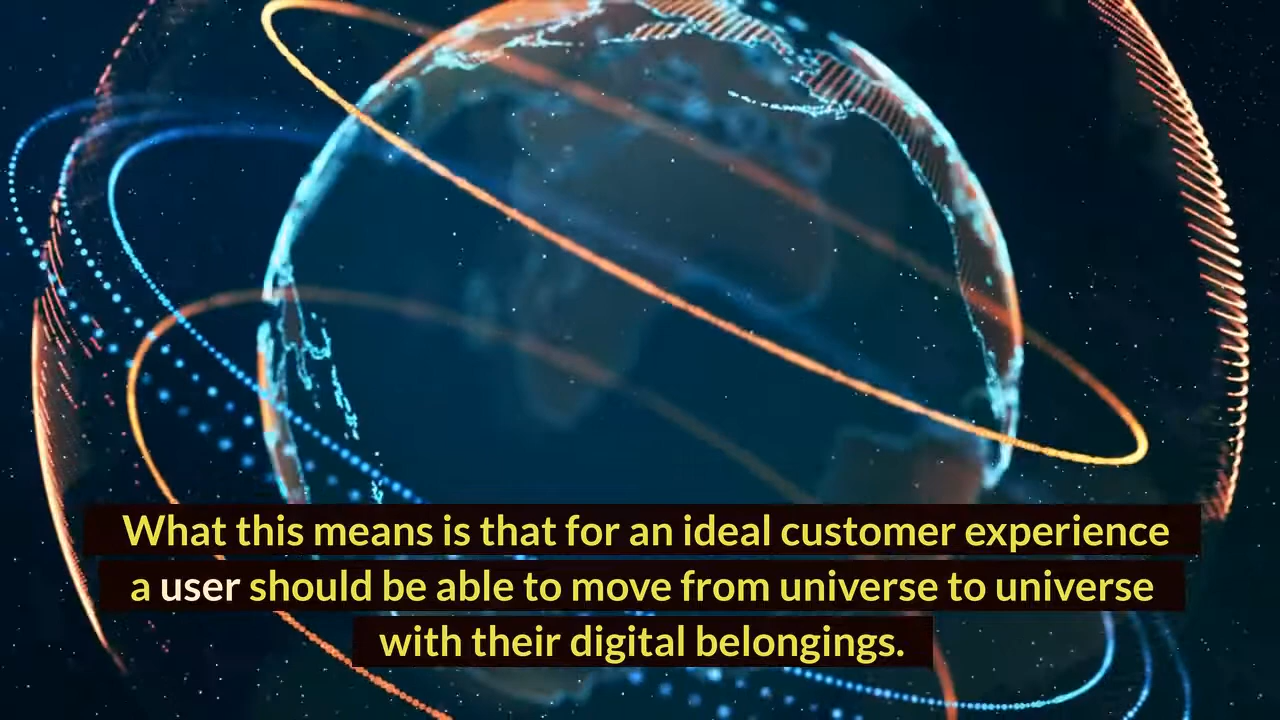 What this means is that for an ideal customer experience
a user should be able to move from universe to universe
with their digital belongings.